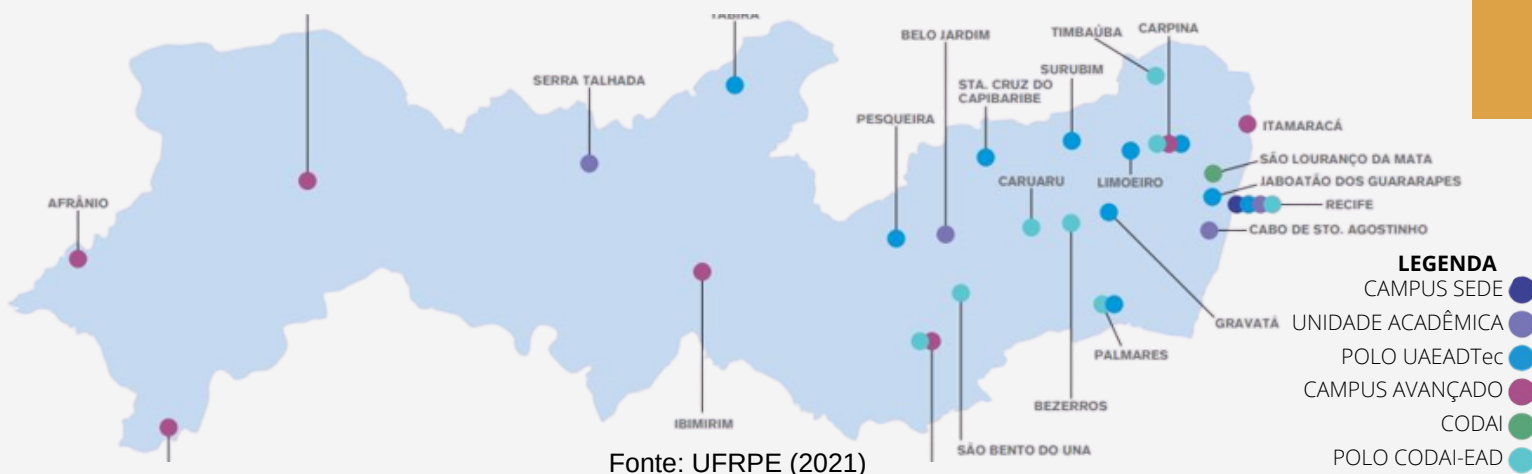 TABIRA
BELO JARDIM
TIMBAÚBA
CARPINA
SERRA TALHADA
STA. CRUZ DO
CAPIBARIBE
SURUBIM
PESQUEIRA
ITAMARACÁ
SÃO LOURANÇO DA MATA
CARUARU
LIMOEIRO
JABOATÃO DOS GUARARAPES
AFRÂNIO
RECIFE
CABO DE STO. AGOSTINHO
GRAVATÁ
PALMARES
BEZERROS
IBIMIRIM
SÃO BENTO DO UNA
LEGENDA
CAMPUS SEDE
UNIDADE ACADÊMICA
POLO UAEADTec
CAMPUS AVANÇADO
CODAI
POLO CODAI-EAD
Fonte: UFRPE (2021)